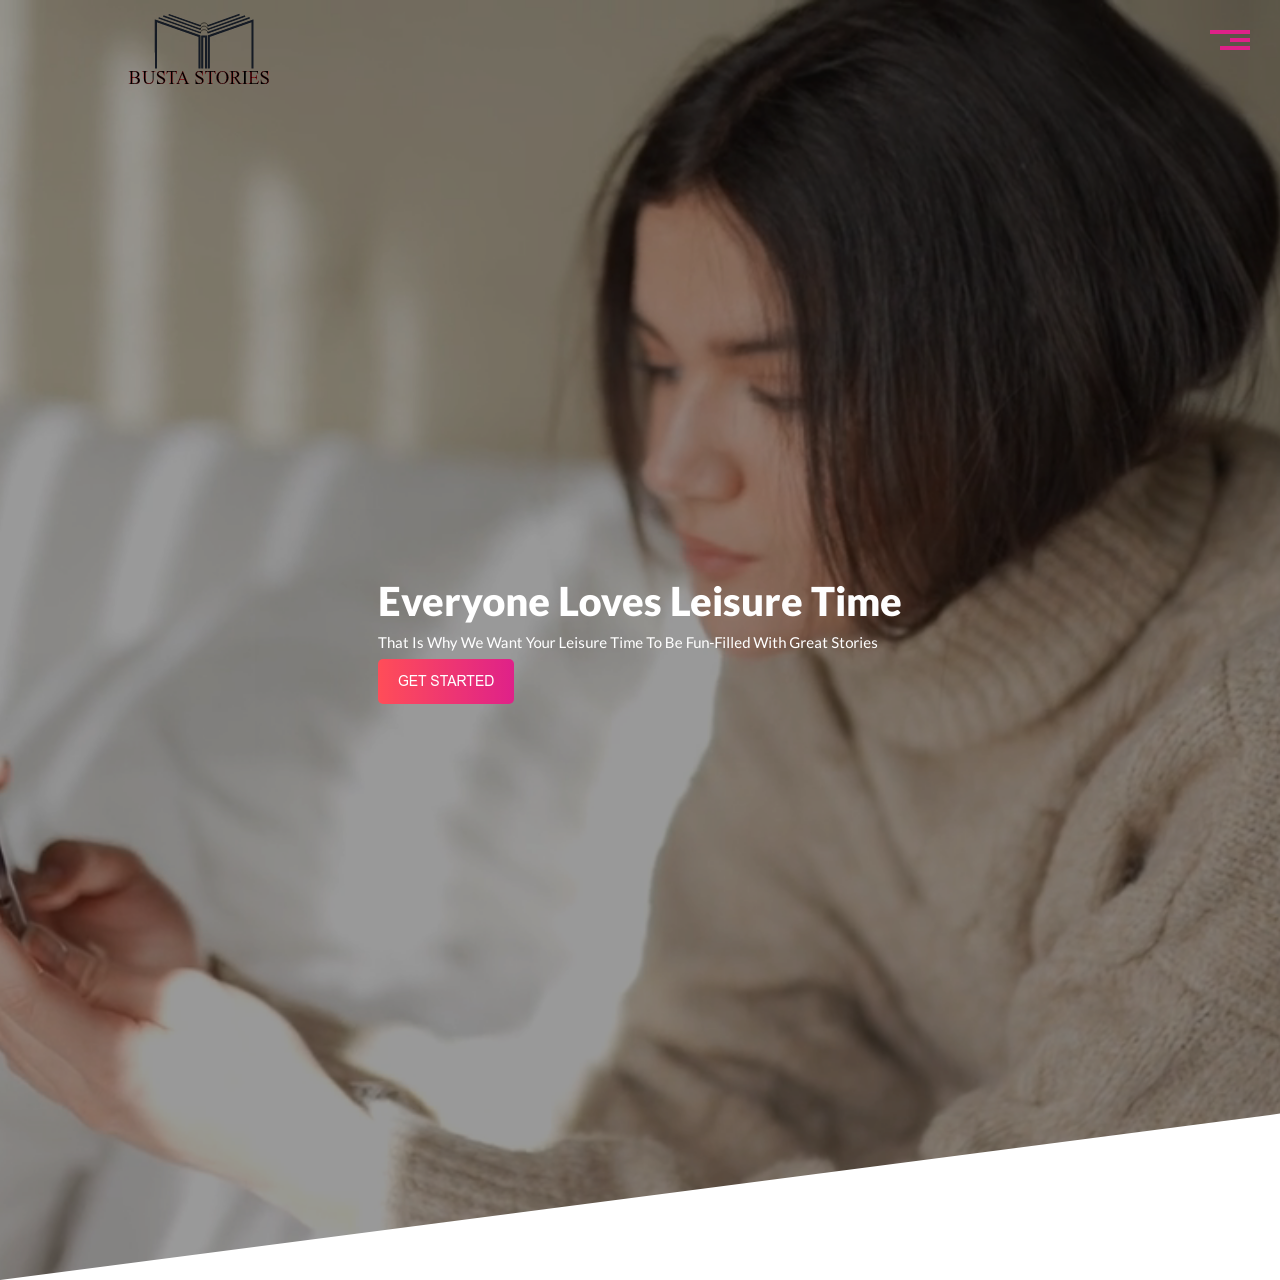 BUSTA STORIES
Everyone Loves Leisure Time
That Is Why We Want Your Leisure Time To Be Fun-Filled With Great Stories
GET STARTED